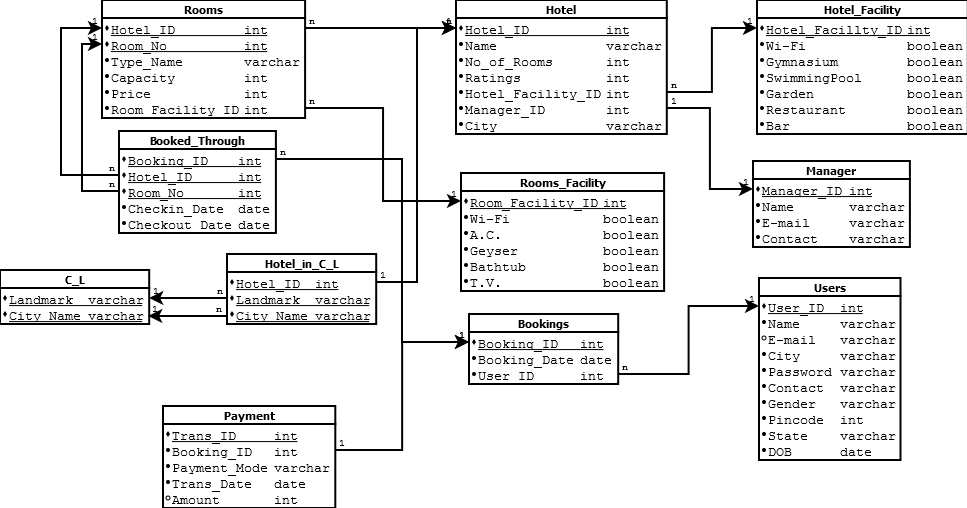 Rooms
Hotel_ID int
Room_No int
Type_Name varchar
Capacity int
Price int
Room_Facility_ID int
Hotel
Hotel_ID int
Name varchar
No_of_Rooms int
Ratings int
Hotel_Facility_ID int
Manager_ID int
City varchar
Hotel_Facility
Hotel_Facillty_ID int
Wi-Fi boolean
Gymnasium boolean
SwimmingPool boolean
Garden boolean
Restaurant boolean
Bar boolean
Booked_Through
Booking_ID int
Hotel_ID int
Room_No int
Checkin_Date date
Checkout_Date date
Rooms_Facility
Room_Facility_ID int
Wi-Fi boolean
A.C. boolean
Geyser boolean
Bathtub boolean
T.V. boolean
Manager
Manager_ID int
Name varchar
E-mail varchar
Contact varchar
C_L
Landmark varchar
City_Name varchar
Hotel_in_C_L
Hotel_ID int
Landmark varchar
City_Name varchar
Bookings
Booking_ID int
Booking_Date date
User_ID int
Users
User_ID int
Name varchar
E-mail varchar
City varchar
Password varchar
Contact varchar
Gender varchar
Pincode int
State varchar
DOB date
Payment
Trans_ID int
Booking_ID int
Payment_Mode varchar
Trans_Date date
Amount int
1
1
n
n
n
n
n
1
1
1
1
n
n
1
1
n
n
1
1
1
n
1